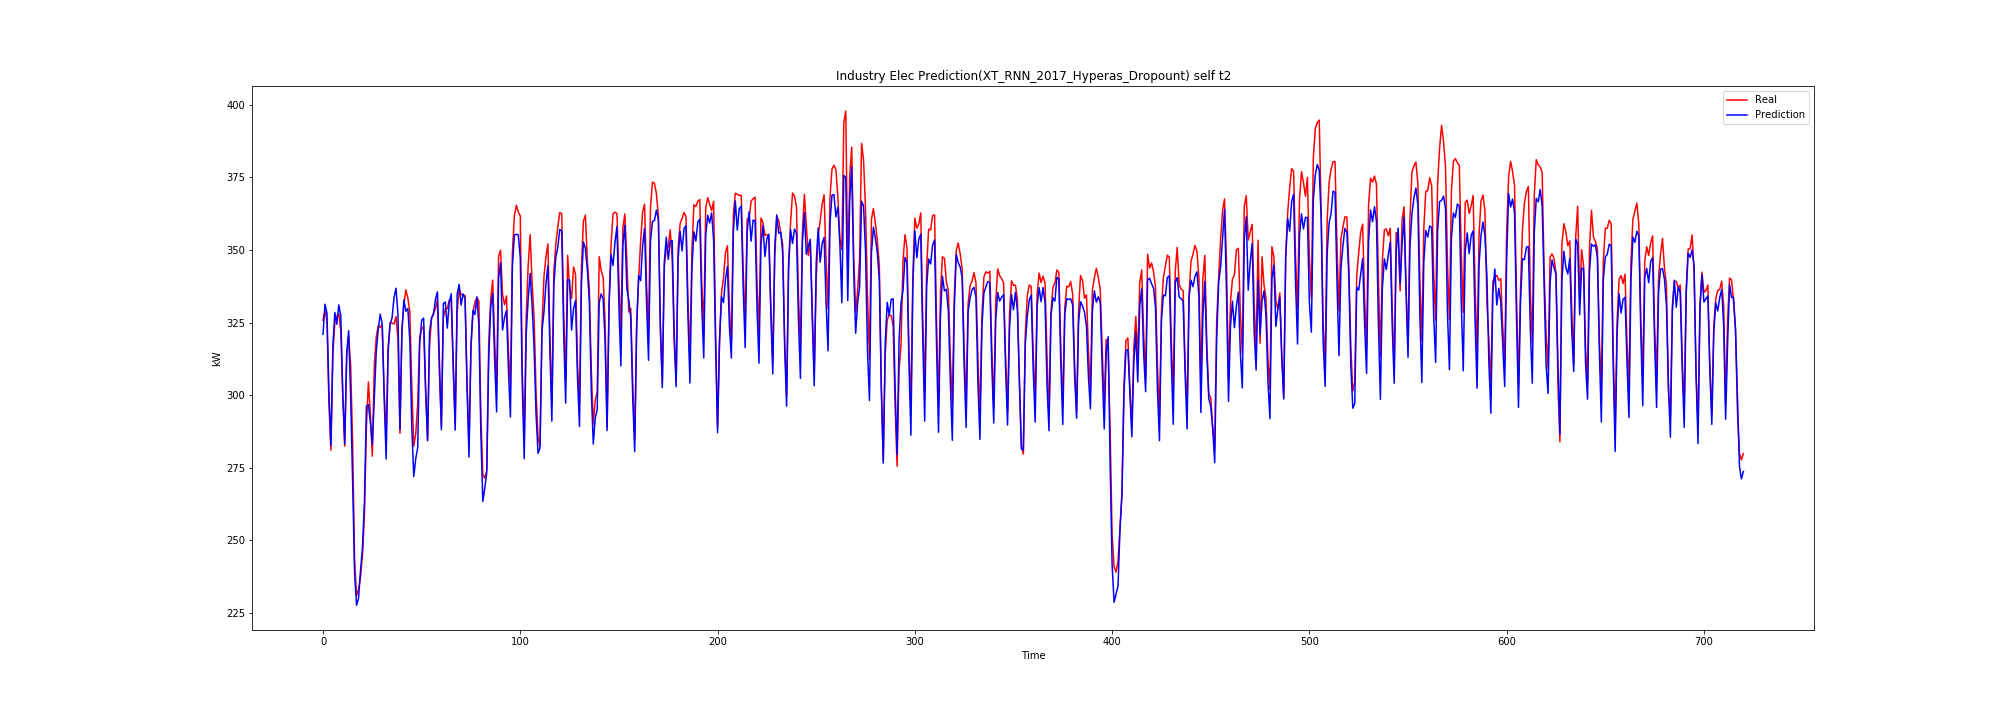 Industry Elec Prediction(XT_RNN_2017_Hyperas_Dropount) self t2
Real
Prediction
400
375
350
325
300
275
250
225
kW
0 100 200 300 400 500 600 700
Time